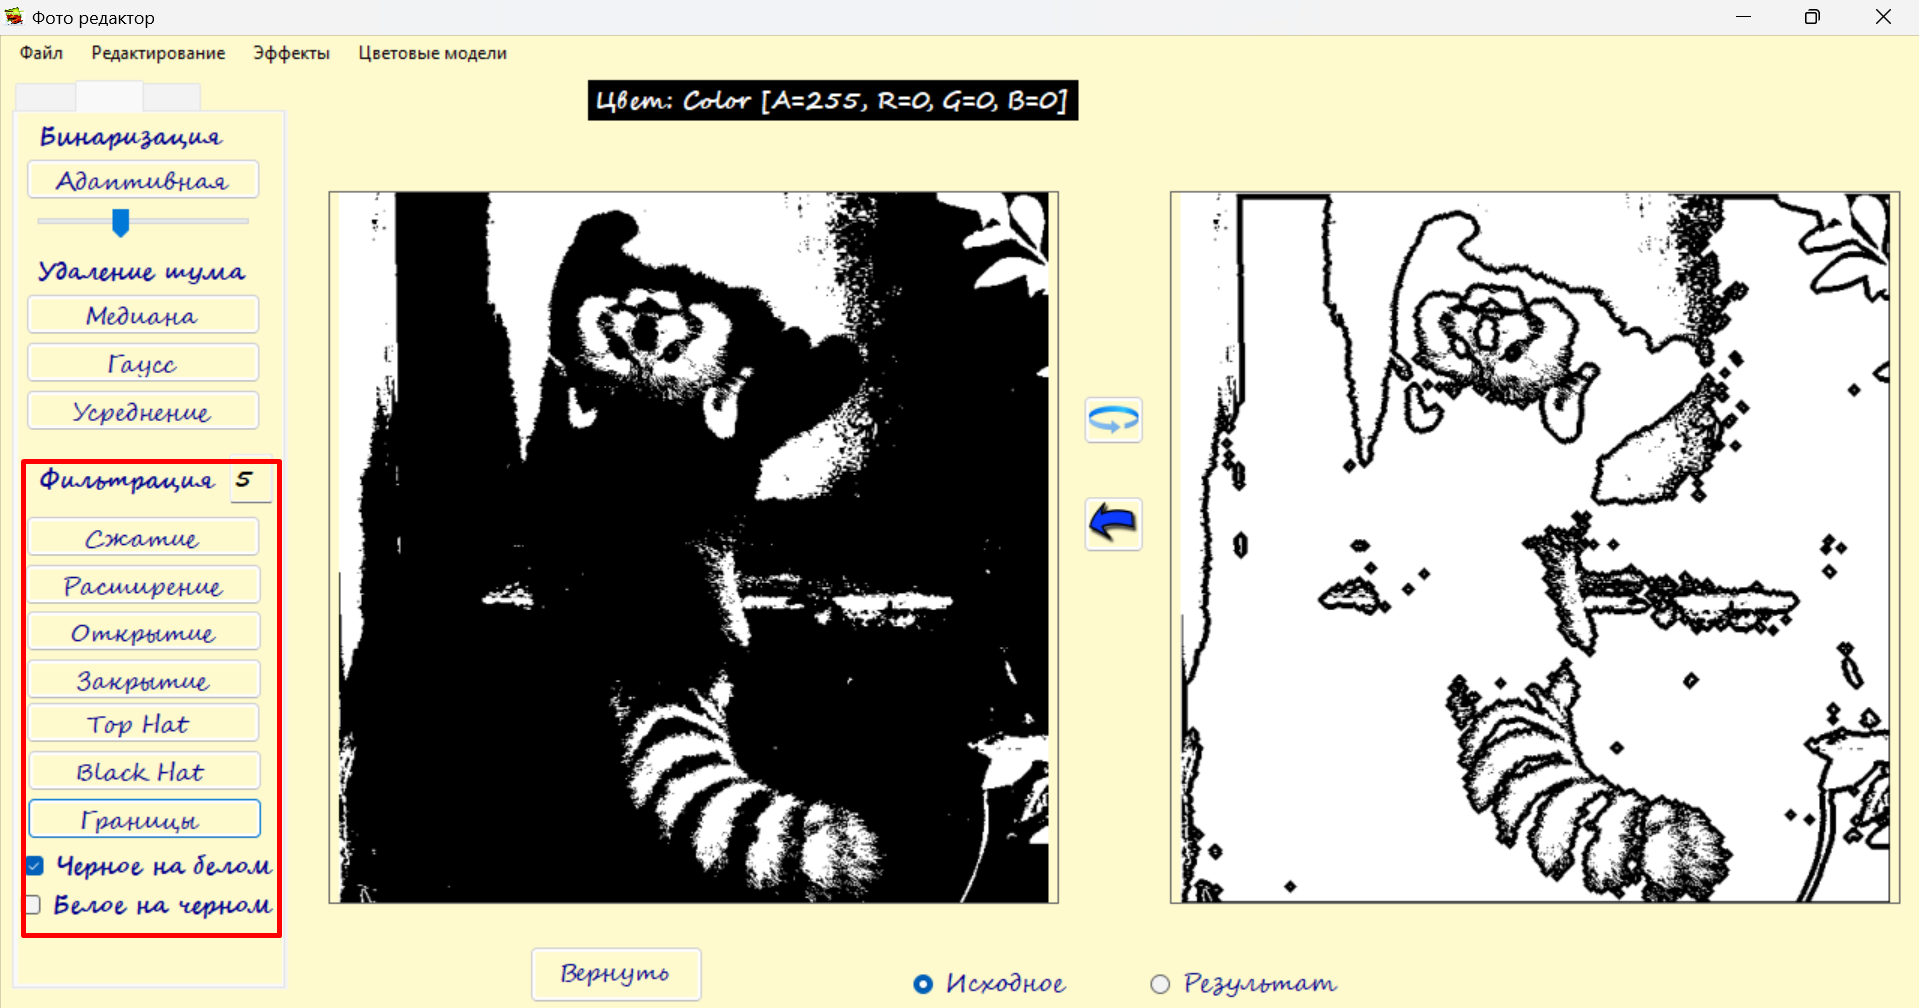 Фото редактор
Файл Редактирование Эффекты Цветовые модели
Цвет: Color [A=255, R=0, G=0, B=0]
Бинаризация
Адаптивная
Удаление шума
Медиана
Гаусс
Усреднение
Фильтрация 5
Сжатие
Расширение
Открытие
Закрытие
Top Hat
Black Hat
Границы
Черное на белом
Белое на черном
Вернуть
Исходное Результат